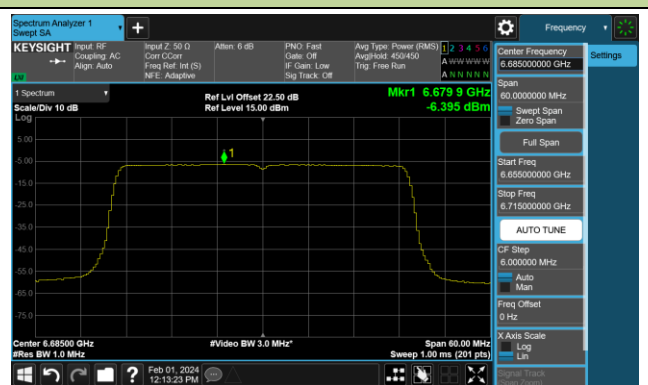 Spectrum Analyzer 1
Swept SA
Frequency
KEYSIGHT
Input: RF
Coupling: AC
Align: Auto
Input Z: 50 Ω
Corr CCorr
Freq Ref: Int (S)
NFE: Adaptive
Atten: 6 dB
PNO: Fast
Gate: Off
IF Gain: Low
Sig Track: Off
Avg Type: Power (RMS)
Avg|Hold: 450/450
Trig: Free Run
1 2 3 4 5 6
A W W W W W
A N N N N N
LXI
1 Spectrum
Scale/Div 10 dB
Log
Ref Lvl Offset 22.50 dB
Ref Level 15.00 dBm
Mkr1 6.679 9 GHz
-6.395 dBm
5.00
-5.00
-15.0
-25.0
-35.0
-45.0
-55.0
-65.0
-75.0
1
Center 6.68500 GHz
#Res BW 1.0 MHz
#Video BW 3.0 MHz*
Span 60.00 MHz
Sweep 1.00 ms (201 pts)
Center Frequency
6.685000000 GHz
Settings
Span
60.0000000 MHz
Swept Span
Zero Span
Full Span
Start Freq
6.655000000 GHz
Stop Freq
6.715000000 GHz
AUTO TUNE
CF Step
6.000000 MHz
Auto
Man
Freq Offset
0 Hz
X Axis Scale
Log
Lin
Signal Track
(Span Zoom)
?
Feb 01, 2024
12:13:23 PM